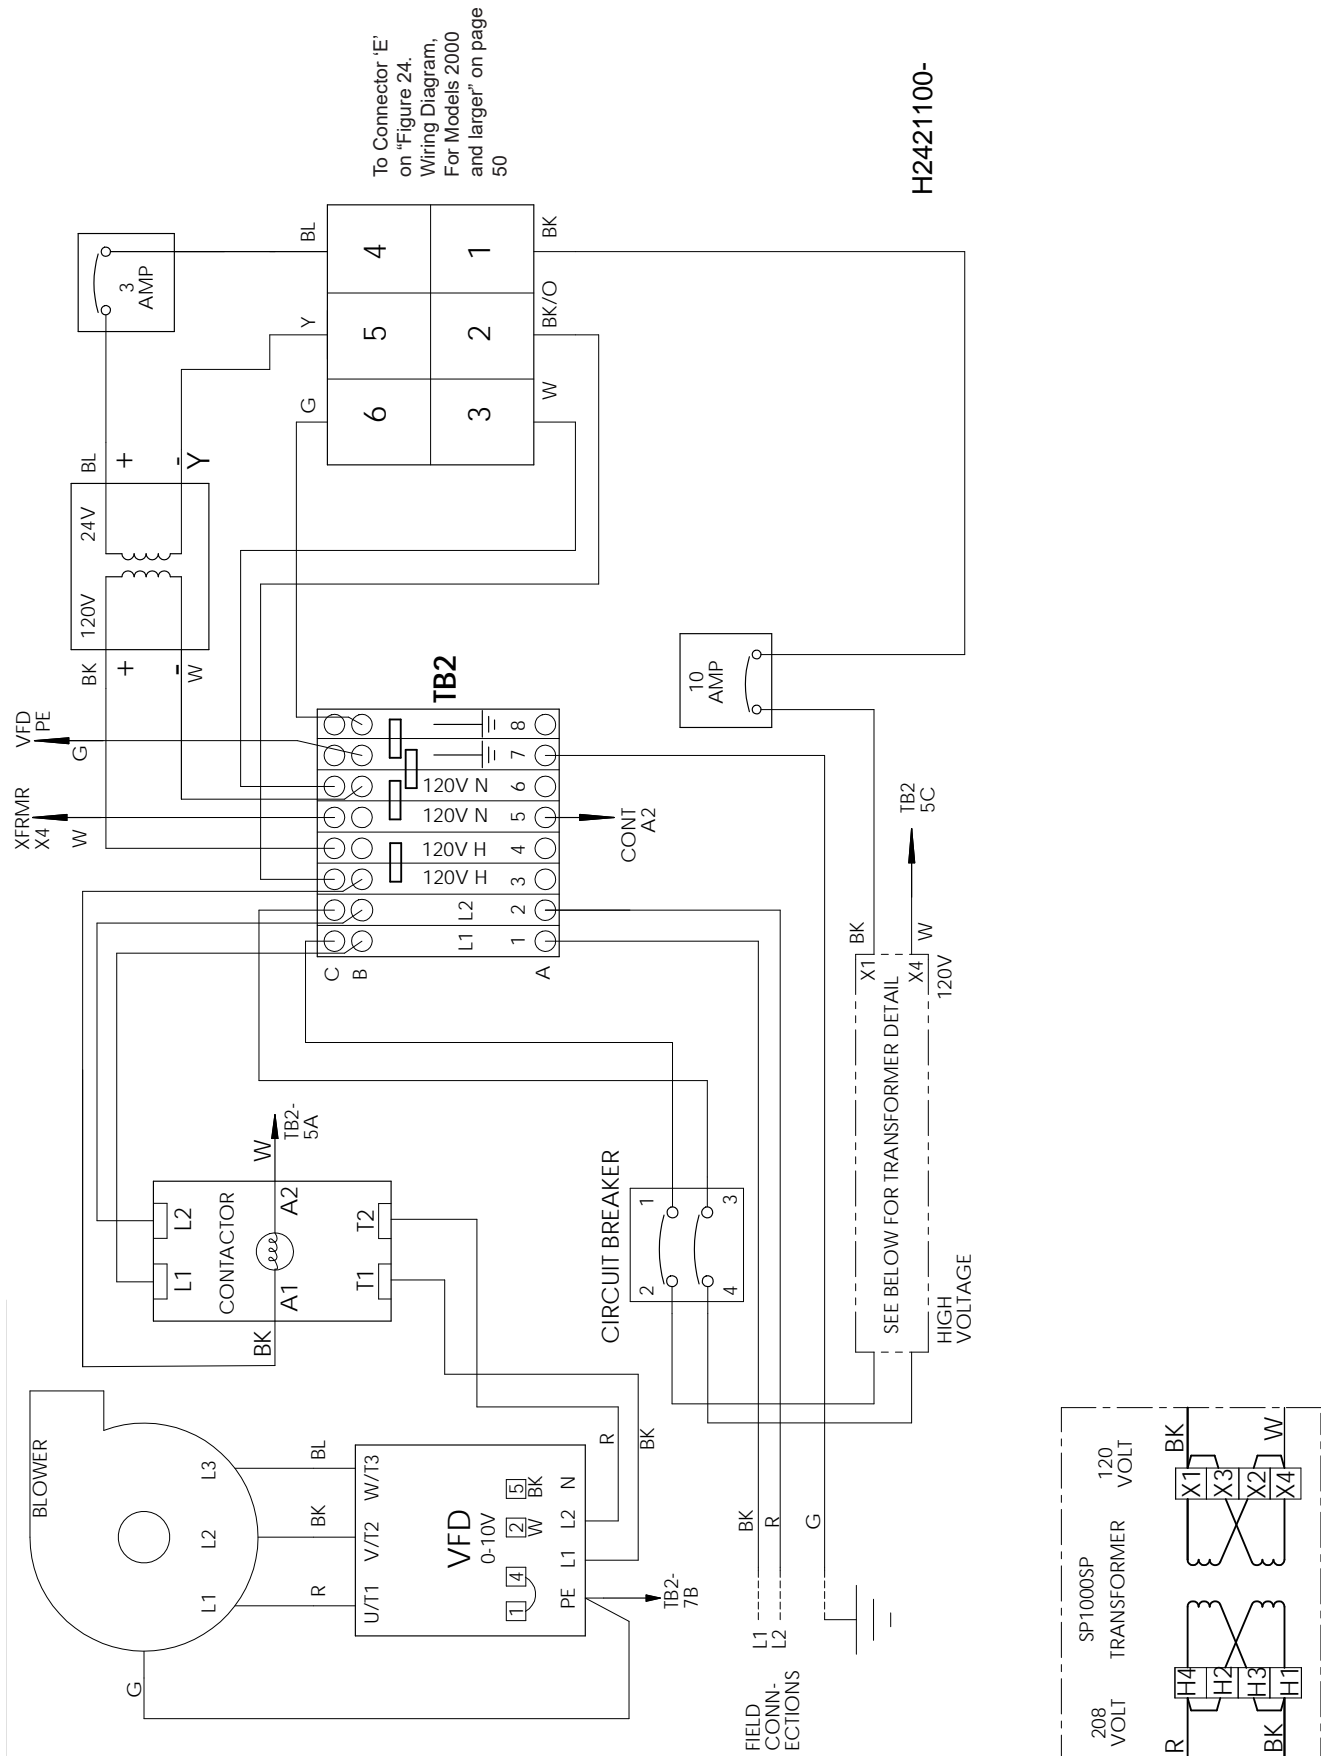 To Connector ‘E’
on “Figure 24.
Wiring Diagram,
For Models 2000
and larger” on page
50
H2421100-
3
AMP
BL
Y
G
4
5
6
1
2
3
BK
BK/O
W
BL
+
-
Y
24V
120V
BK
+
-
W
VFD
PE
G
XFRMR
X4
W
TB2
8
7
120V N
6
120V N
5
120V H
4
120V H
3
L2
2
L1
1
C
B
A
CONT
A2
10
AMP
TB2
5C
BK
W
X1
X4
120V
SEE BELOW FOR TRANSFORMER DETAIL
HIGH
VOLTAGE
W
TB2-
5A
L2
L1
CONTACTOR
A2
A1
T2
T1
BK
CIRCUIT BREAKER
1
2
3
4
BLOWER
L3
L2
L1
BL
BK
R
G
W/T3
V/T2
U/T1
VFD
0-10V
1
4
2
W
5
BK
PE
L1
L2
N
R
BK
TB2-
7B
BK
R
G
L1
L2
FIELD
CONN-
ECTIONS
SP1000SP
TRANSFORMER
120
VOLT
208
VOLT
BK
W
X1
X3
X2
X4
H4
H2
H3
H1
R
BK